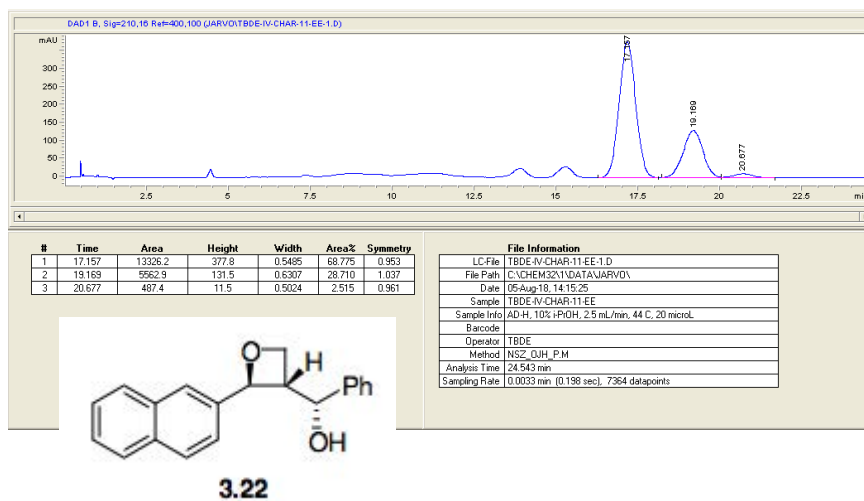 DAD1 B, Sig=210,16 Ref=400,100 (JARVO\TBDE-IV-CHAR-11-EE-1.D)
mAU
300
250
200
150
100
50
0
17.157
19.169
20.677
2.5 5 7.5 10 12.5 15 17.5 20 22.5
# Time Area Height Width Area% Symmetry
1 17.157 13326.2 377.8 0.5485 68.775 0.953
2 19.169 5562.9 131.5 0.6307 28.710 1.037
3 20.677 487.4 11.5 0.5024 2.515 0.961
File Information
LC-File TBDE-IV-CHAR-11-EE-1.D
File Path C:\CHEM32\1\DATA\JARVO\
Date 05-Aug-18, 14:15:25
Sample TBDE-IV-CHAR-11-EE
Sample Info AD-H, 10% i-PrOH, 2.5 mL/min, 44 C, 20 microL
Barcode
Operator TBDE
Method NSZ_OJH_P.M
Analysis Time 24.543 min
Sampling Rate 0.0033 min (0.198 sec), 7364 datapoints
O
H
Ph
OH
3.22